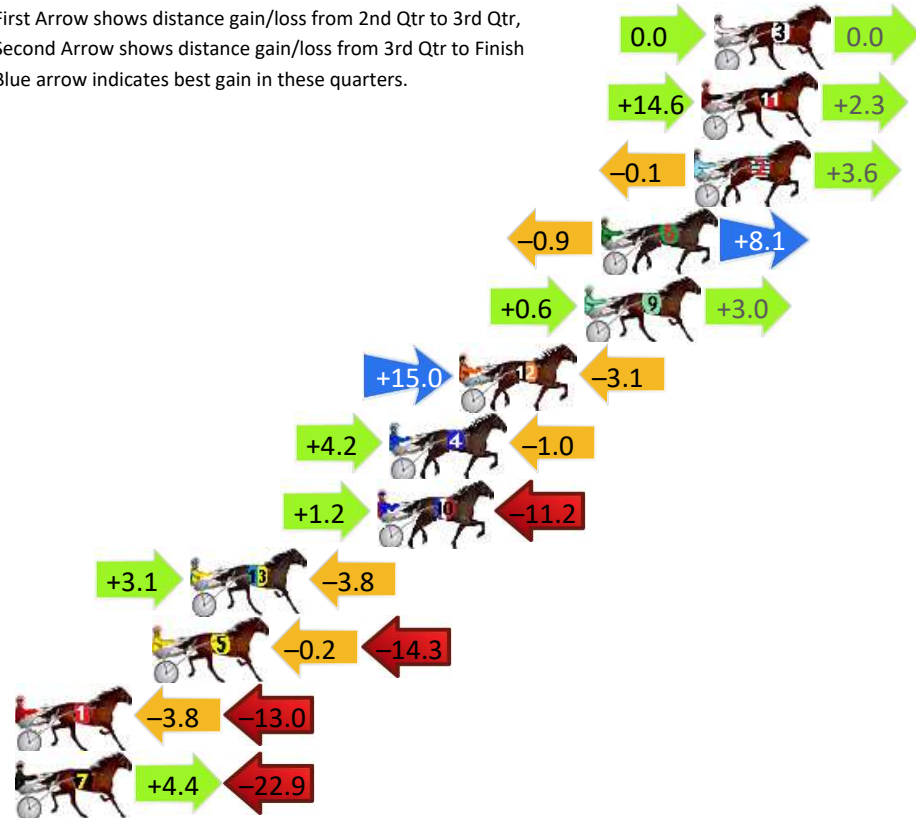 First Arrow shows distance gain/loss from 2nd Qtr to 3rd Qtr,
Second Arrow shows distance gain/loss from 3rd Qtr to Finish
Blue arrow indicates best gain in these quarters.
0.0 3 0.0
+14.6 11 +2.3
–0.1 2 +3.6
–0.9 +8.1
+0.6 9 +3.0
+15.0 12 –3.1
+4.2 4 –1.0
+1.2 10 –11.2
+3.1 13 –3.8
5 –0.2 –14.3
1 –3.8 –13.0
7 +4.4 –22.9